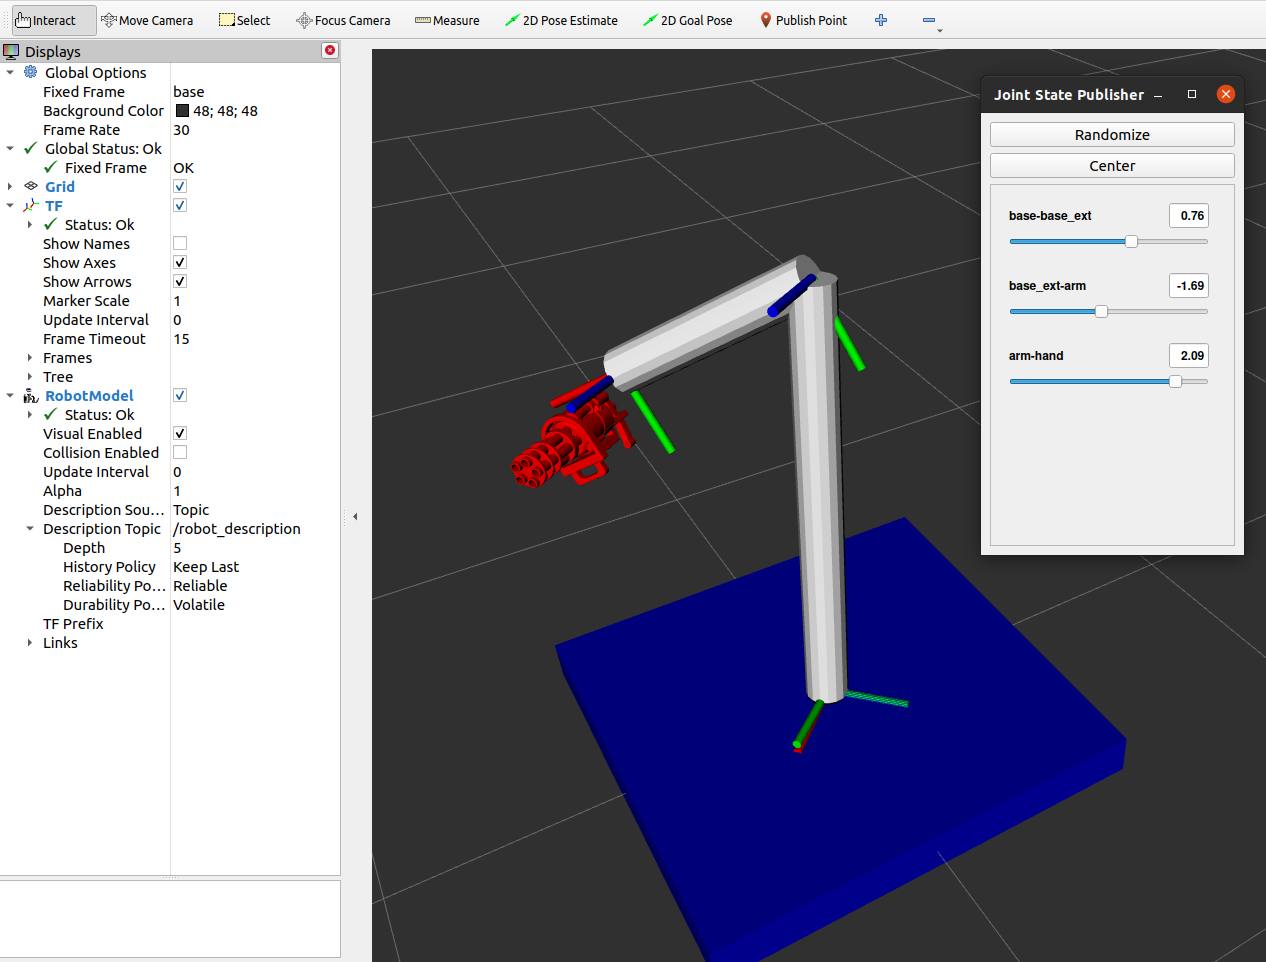 Interact Move Camera Select Focus Camera Measure 2D Pose Estimate 2D Goal Pose Publish Point
Displays
Global Options
Fixed Frame base
Background Color 48; 48; 48
Frame Rate 30
Global Status: Ok
Fixed Frame OK
Grid
TF
Status: Ok
Show Names
Show Axes
Show Arrows
Marker Scale 1
Update Interval 0
Frame Timeout 15
Frames
Tree
RobotModel
Status: Ok
Visual Enabled
Collision Enabled
Update Interval 0
Alpha 1
Description Sou... Topic
Description Topic /robot_description
Depth 5
History Policy Keep Last
Reliability Po... Reliable
Durability Po... Volatile
TF Prefix
Links
Joint State Publisher
Randomize
Center
base-base_ext 0.76
base_ext-arm -1.69
arm-hand 2.09